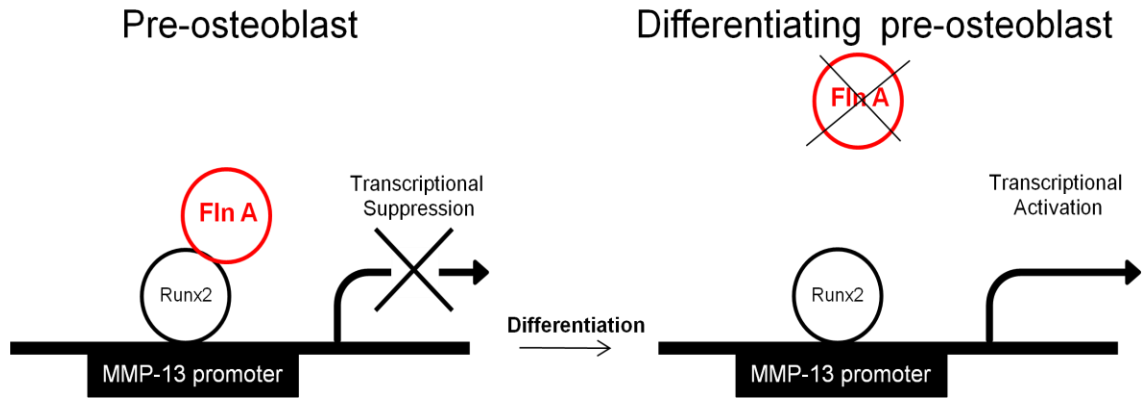 Pre-osteoblast
Fln A
Runx2
Transcriptional
Suppression
MMP-13 promoter
Differentiation
Differentiating pre-osteoblast
Fln A
Runx2
Transcriptional
Activation
MMP-13 promoter